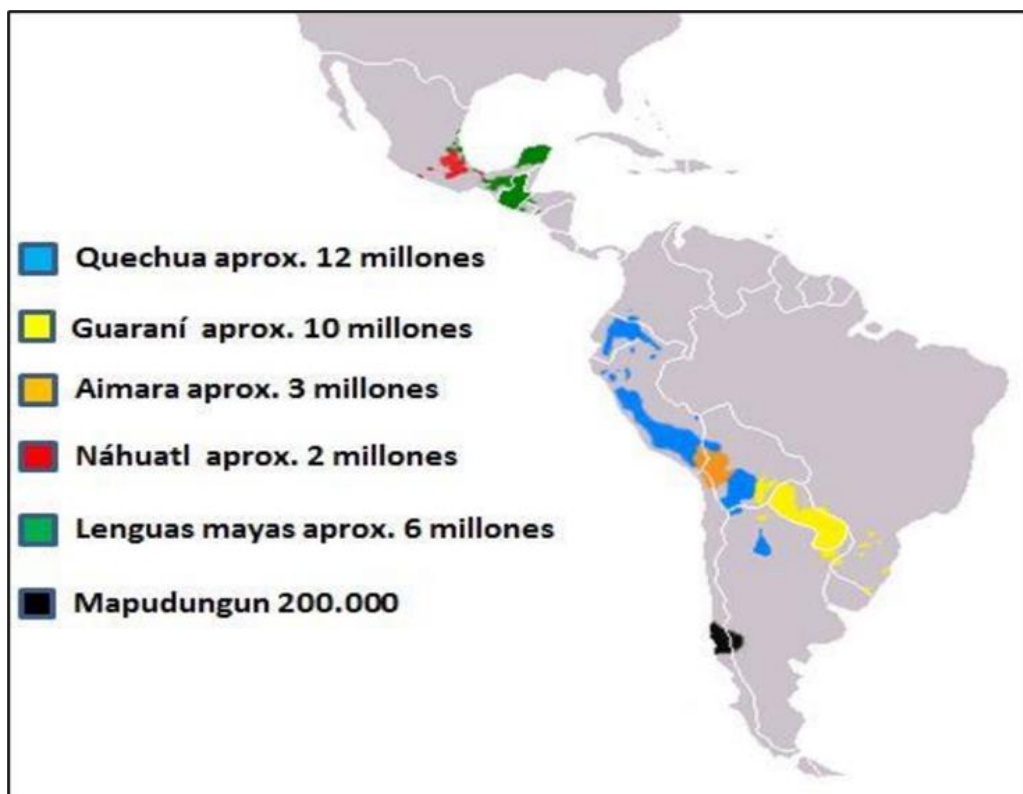 Quechua aprox. 12 millones
Guaraní aprox. 10 millones
Aimara aprox. 3 millones
Náhuatl aprox. 2 millones
Lenguas mayas aprox. 6 millones
Mapudungun 200.000